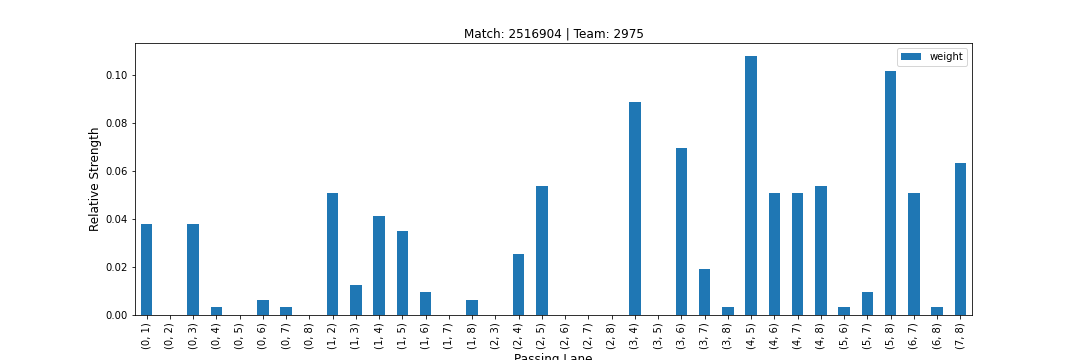 Match: 2516904 | Team: 2975
weight
Relative Strength
0.10
0.08
0.06
0.04
0.02
0.00
(0, 1) (0, 2) (0, 3) (0, 4) (0, 5) (0, 6) (0, 7) (0, 8) (1, 2) (1, 3) (1, 4) (1, 5) (1, 6) (1, 7) (1, 8) (2, 3) (2, 4) (2, 5) (2, 6) (2, 7) (2, 8) (3, 4) (3, 5) (3, 6) (3, 7) (3, 8) (4, 5) (4, 6) (4, 7) (4, 8) (5, 6) (5, 7) (5, 8) (6, 7) (6, 8) (7, 8)
Passing Lane